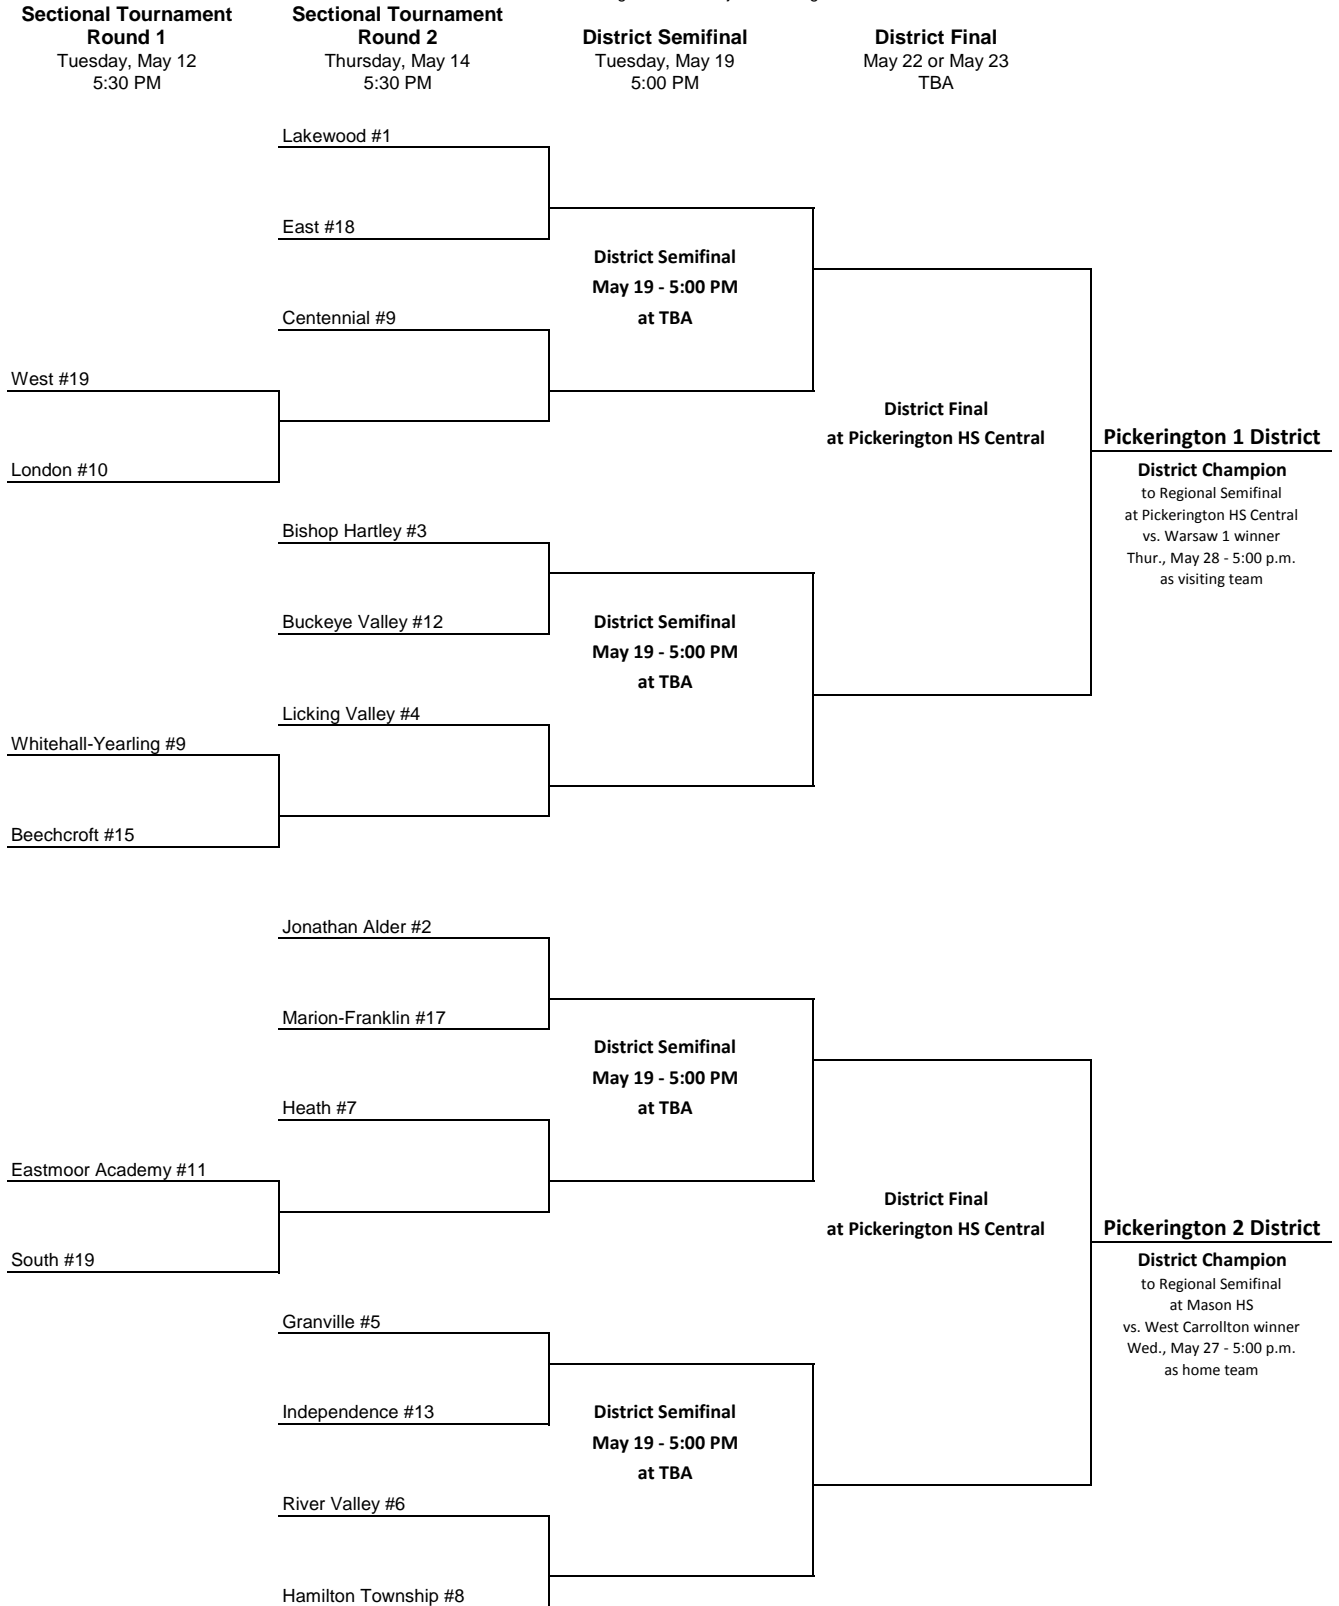 Sectional Tournament
Round 1
Tuesday, May 12
5:30 PM
Sectional Tournament
Round 2
Thursday, May 14
5:30 PM
District Semifinal
Tuesday, May 19
5:00 PM
District Final
May 22 or May 23
TBA
Lakewood #1
East #18
District Semifinal
May 19 - 5:00 PM
at TBA
Centennial #9
West #19
London #10
District Final
at Pickerington HS Central
Pickerington 1 District
District Champion
to Regional Semifinal
at Pickerington HS Central
vs. Warsaw 1 winner
Thur., May 28 - 5:00 p.m.
as visiting team
Bishop Hartley #3
Buckeye Valley #12
District Semifinal
May 19 - 5:00 PM
at TBA
Licking Valley #4
Whitehall-Yearling #9
Beechcroft #15
Jonathan Alder #2
Marion-Franklin #17
District Semifinal
May 19 - 5:00 PM
at TBA
Heath #7
Eastmoor Academy #11
South #19
District Final
at Pickerington HS Central
Pickerington 2 District
District Champion
to Regional Semifinal
at Mason HS
vs. West Carrollton winner
Wed., May 27 - 5:00 p.m.
as home team
Granville #5
Independence #13
District Semifinal
May 19 - 5:00 PM
at TBA
River Valley #6
Hamilton Township #8